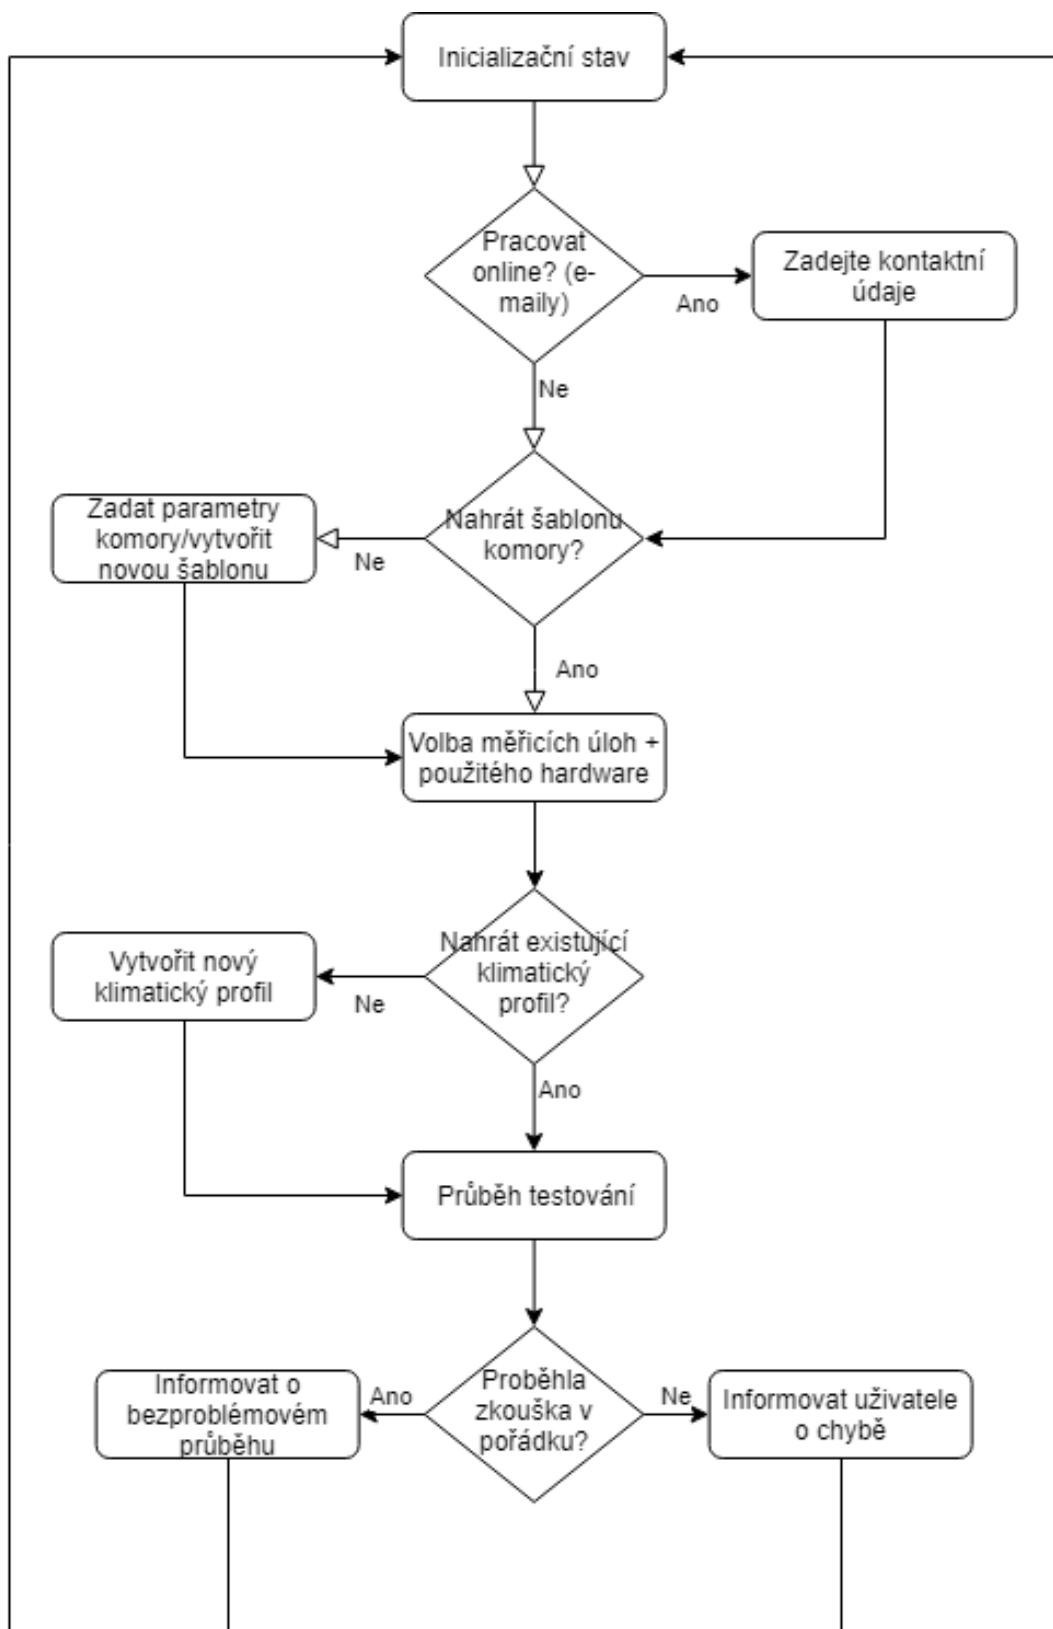 Inicializační stav
Pracovat
online? (e-
maily)
Ano
Zadejte kontaktní
údaje
Ne
Zadat parametry
komory/vytvořit
novou šablonu
Ne
Nahrát šablonu
komory?
Ano
Volba měřicích úloh +
použitého hardware
Vytvořit nový
klimatický profil
Ne
Nahrát existující
klimatický
profil?
Ano
Průběh testování
Informovat o
bezproblémovém
průběhu
Ano
Proběhla
zkouška v
pořádku?
Ne
Informovat uživatele
o chybě